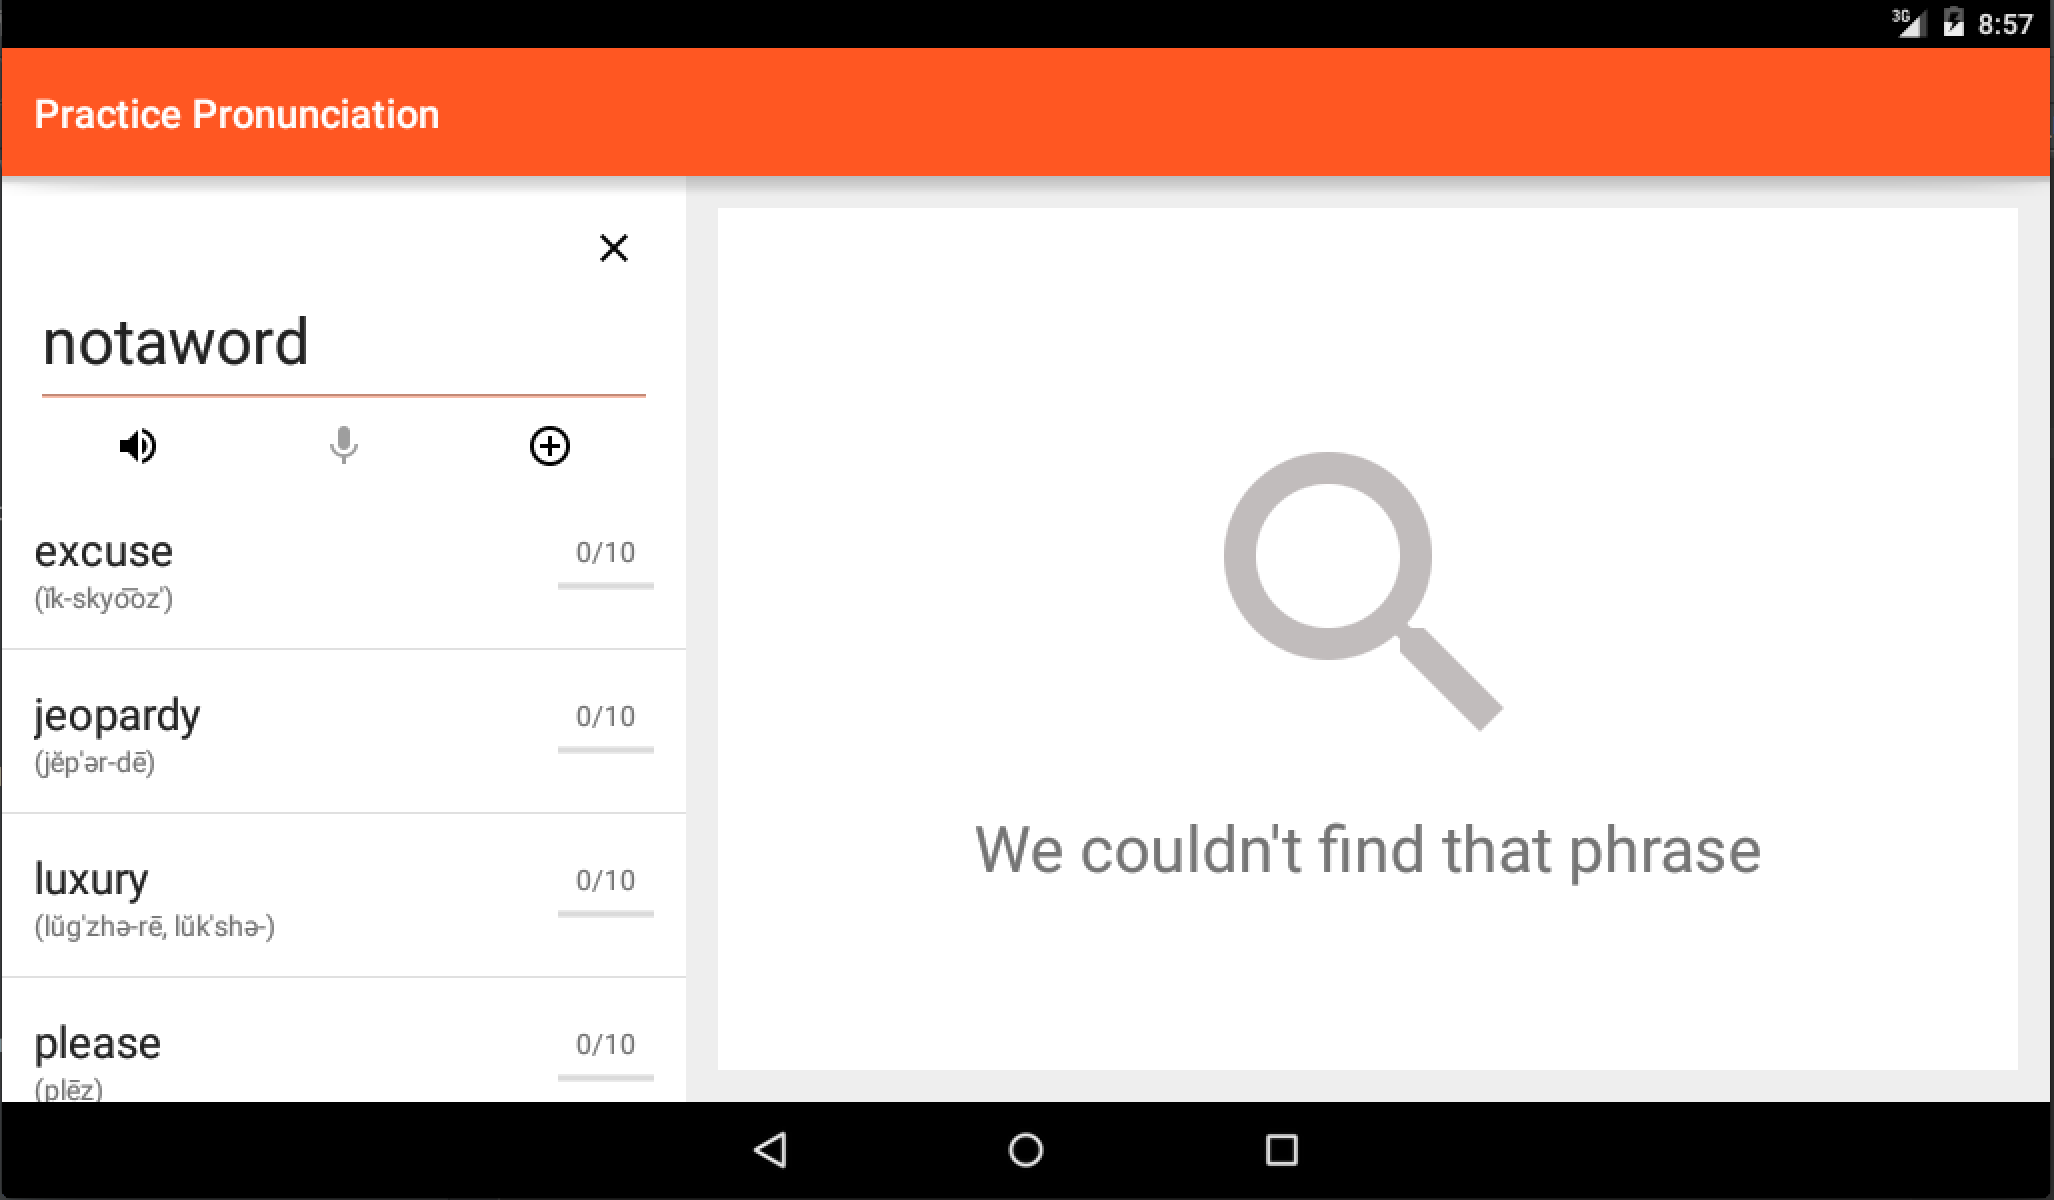 3G 8:57
Practice Pronunciation
notaword
excuse 0/10
(ĭk-skyo͞oz')
jeopardy 0/10
(jĕp'ər-dē)
luxury 0/10
(lŭg'zhə-rē, lŭk'shə-)
please 0/10
(plēz)
We couldn't find that phrase